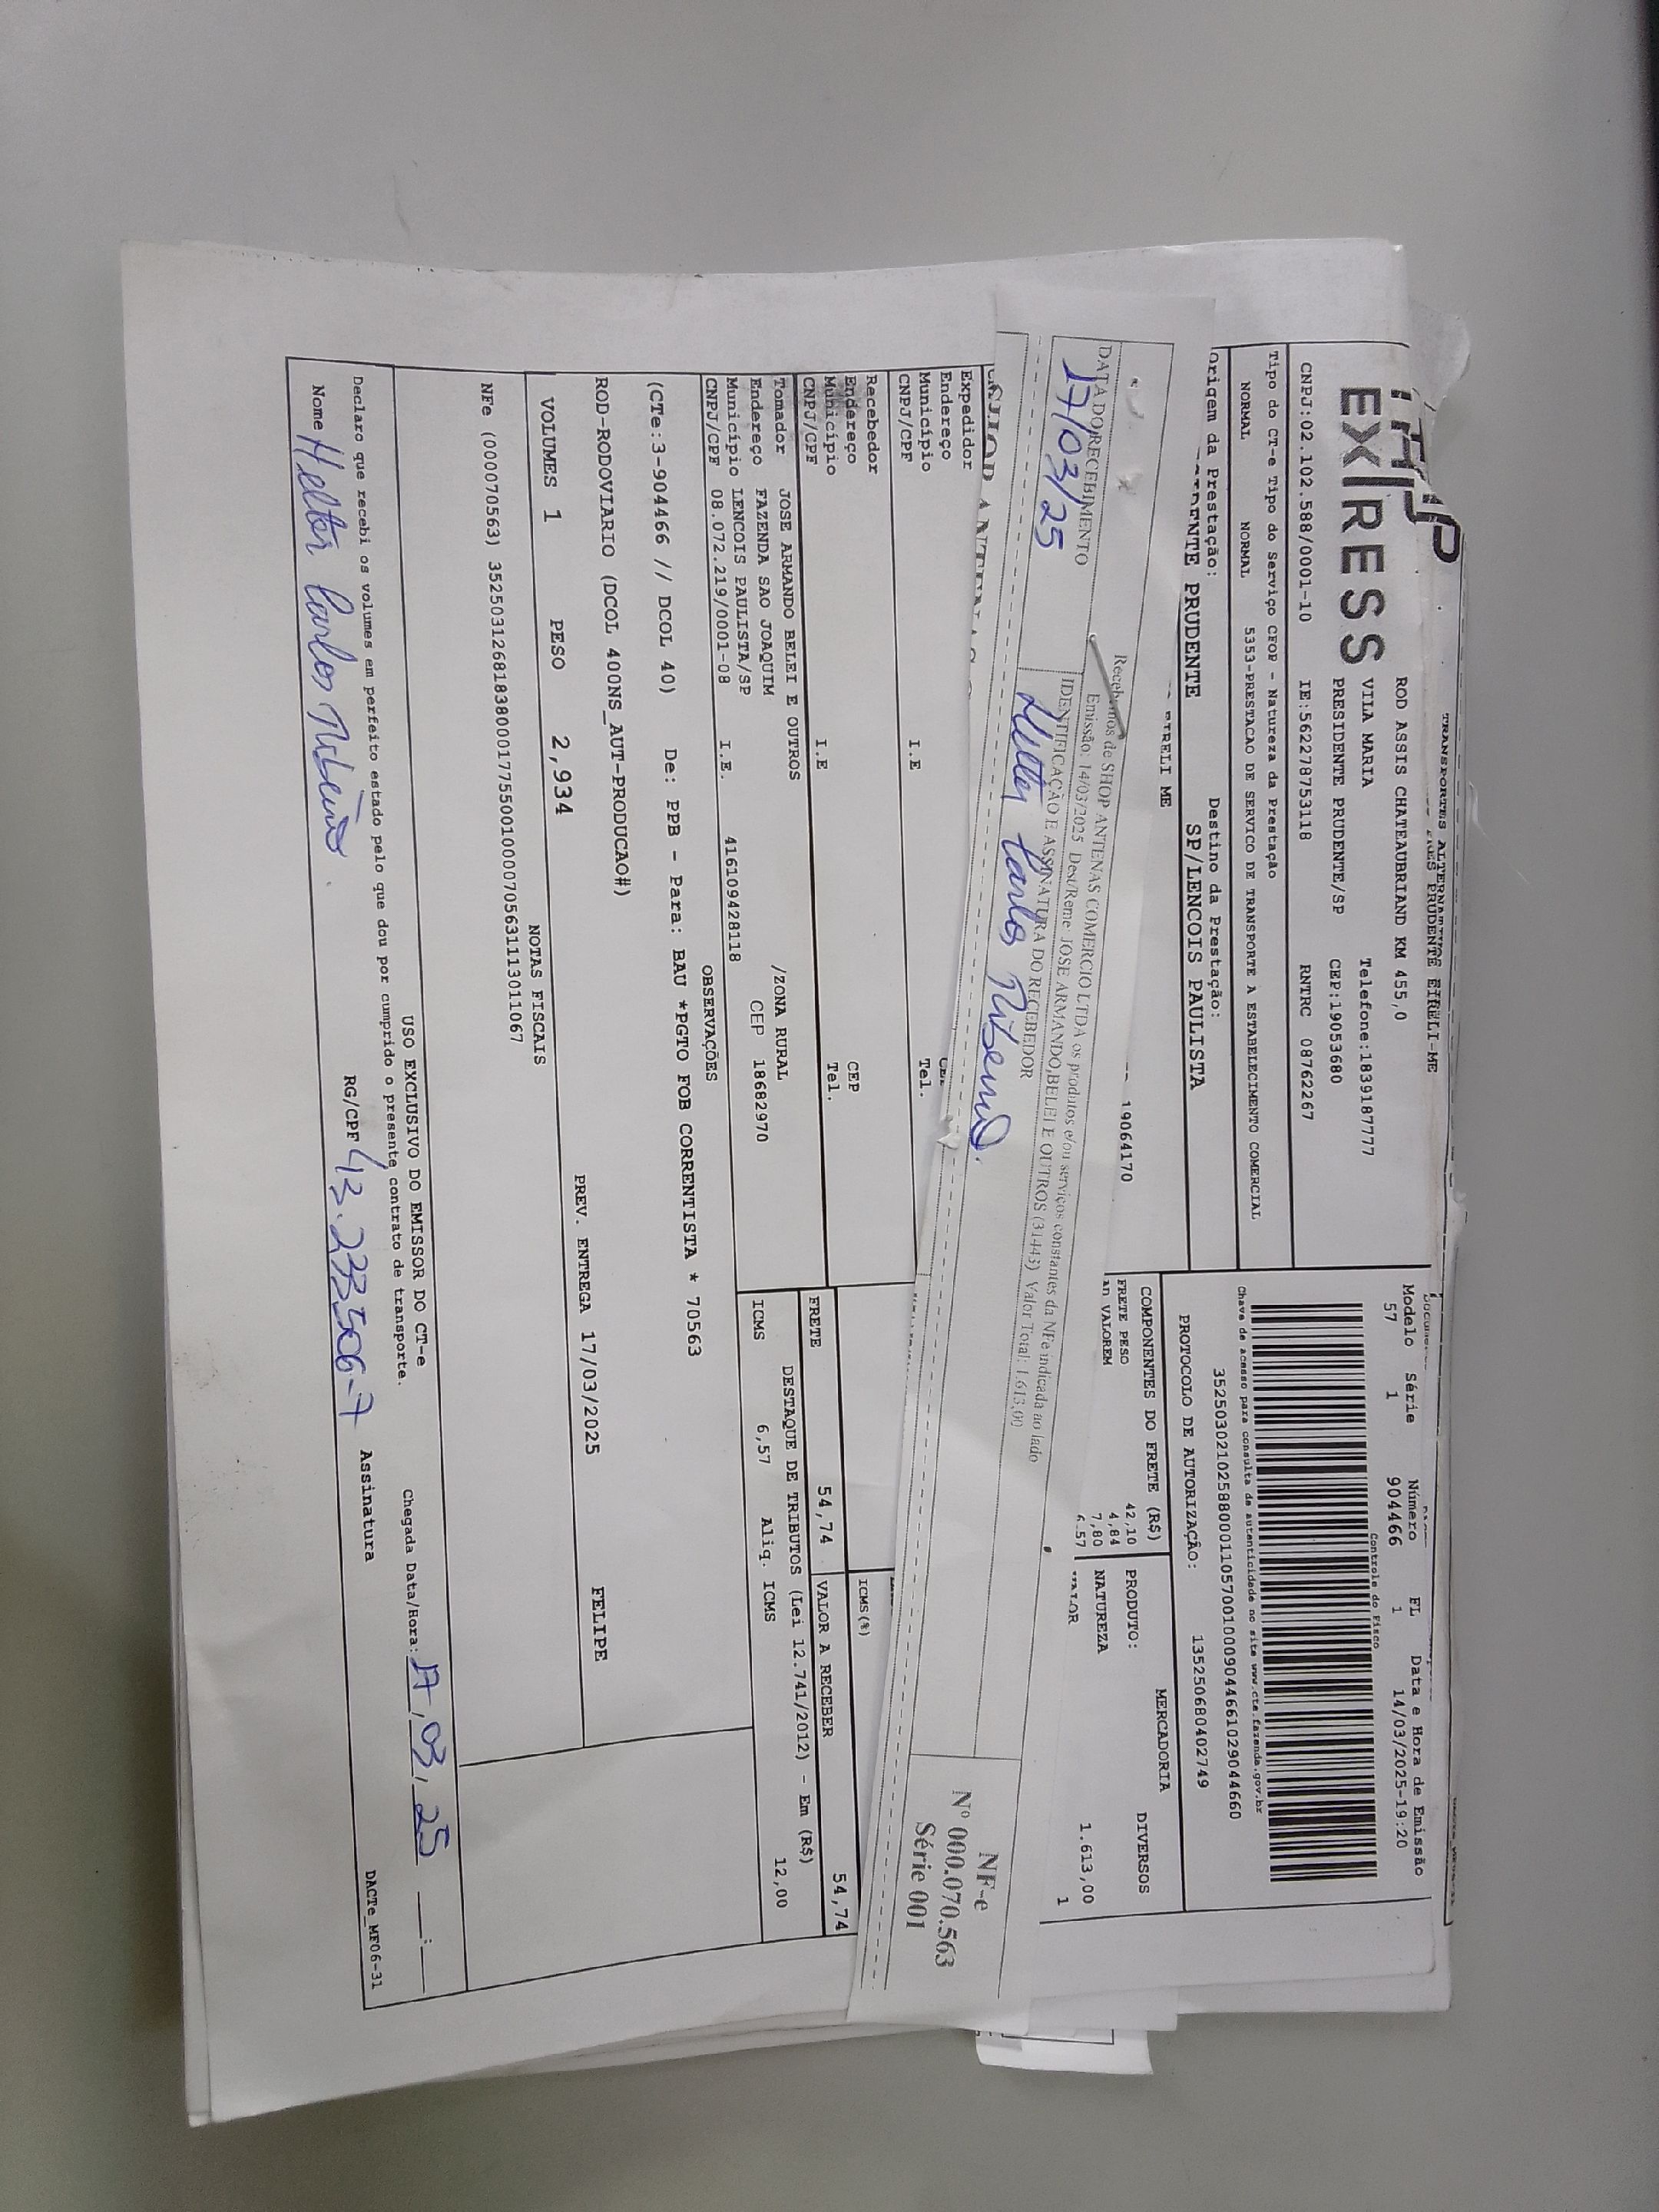 EXPRESS
TRANSPORTES ALTERNATIVOS
PRUDENTE EIRELI-ME
ROD ASSIS CHATEAUBRIAND KM 455,0
VILA MARIA Telefone:1839187777
PRESIDENTE PRUDENTE/SP CEP:19053680
CNPJ:02.102.588/0001-10 IE:562278753118 RNTRC 08762267
Modelo Série Número FL Data e Hora de Emissão
57 1 904466 1 14/03/2025-19:20
Controle do Fisco
Chave de acesso para consulta de autenticidade no site www.cte.fazenda.gov.br
35250302102588000110570010009044661029044660
Tipo do CT-e Tipo do Serviço CFOP - Natureza da Prestação
NORMAL NORMAL 5353-PRESTACAO DE SERVICO DE TRANSPORTE A ESTABELECIMENTO COMERCIAL
PROTOCOLO DE AUTORIZAÇÃO: 135250680402749
Origem da Prestação: Destino da Prestação:
PRUDENTE SP/LENCOIS PAULISTA
EIRELI ME
19064170
COMPONENTES DO FRETE (R$) MERCADORIA
FRETE PESO 42,10 PRODUTO: DIVERSOS
AD VALOREM 4,84 NATUREZA
7,80 VALOR 1.613,00
6,57 1
Recebemos de SHOP ANTENAS COMERCIO LTDA os produtos e/ou serviços constantes da NFe indicada ao lado
Emissão: 14/03/2025 Dest/Reme: JOSE ARMANDO BELEI E OUTROS (31443) Valor Total: 1.613,00
DATA DO RECEBIMENTO IDENTIFICAÇÃO E ASSINATURA DO RECEBEDOR
17/03/25 Helter Carlos Ribeiro.
NF-e
Nº 000.070.563
Série 001
Expedidor
Endereço
Município Tel.
CNPJ/CPF I.E
Recebedor
Endereço CEP
Município Tel.
CNPJ/CPF I.E
ICMS(%)
FRETE 54,74 VALOR A RECEBER 54,74
Tomador JOSE ARMANDO BELEI E OUTROS
Endereço FAZENDA SAO JOAQUIM /ZONA RURAL
Município LENCOIS PAULISTA/SP CEP 18682970
CNPJ/CPF 08.072.219/0001-08 I.E. 416109428118
DESTAQUE DE TRIBUTOS (Lei 12.741/2012) - Em (R$)
ICMS 6,57 Aliq. ICMS 12,00
OBSERVAÇÕES
(CTe:3-904466 // DCOL 40) De: PPB - Para: BAU *PGTO FOB CORRENTISTA * 70563
ROD-RODOVIARIO (DCOL 400NS_AUT-PRODUCAO#)
FELIPE
VOLUMES 1 PESO 2,934 PREV. ENTREGA 17/03/2025
NOTAS FISCAIS
NFe (000070563) 35250312681838000177550010000705631113011067
USO EXCLUSIVO DO EMISSOR DO CT-e
Declaro que recebi os volumes em perfeito estado pelo que dou por cumprido o presente contrato de transporte.
Chegada Data/Hora: 17/03/25 __:__
Nome Helter Carlos Ribeiro. RG/CPF 43.233506-7 Assinatura
DACTe_MF06-31